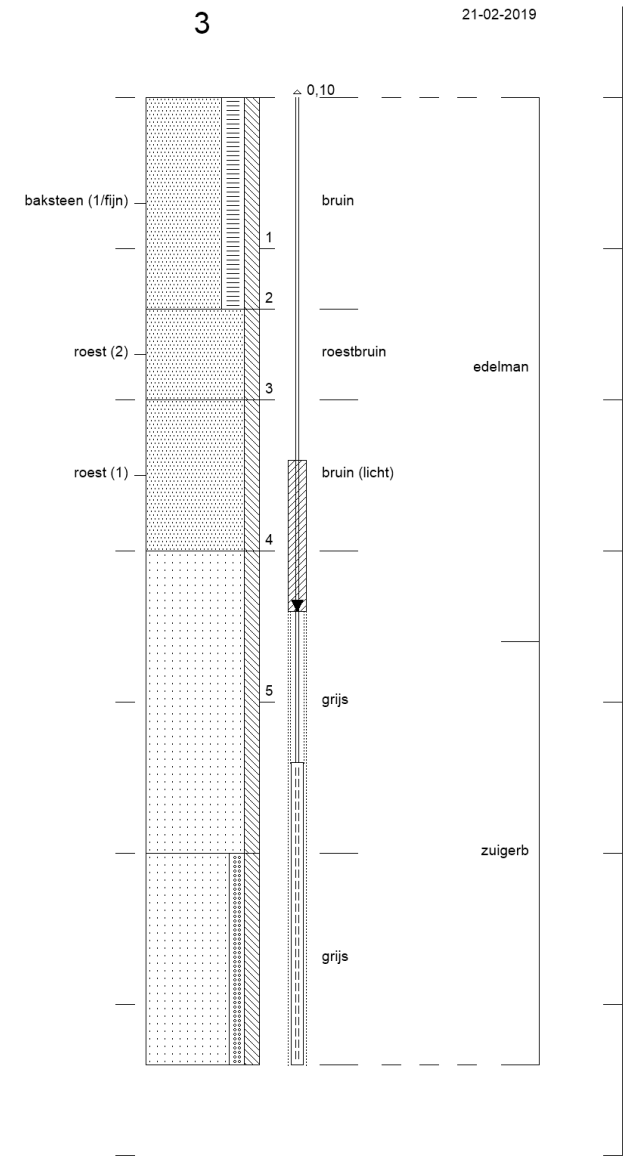 3
21-02-2019
0,10
baksteen (1/fijn)
bruin
1
2
roest (2)
roestbruin
edelman
3
roest (1)
bruin (licht)
4
5
grijs
zuigerb
grijs